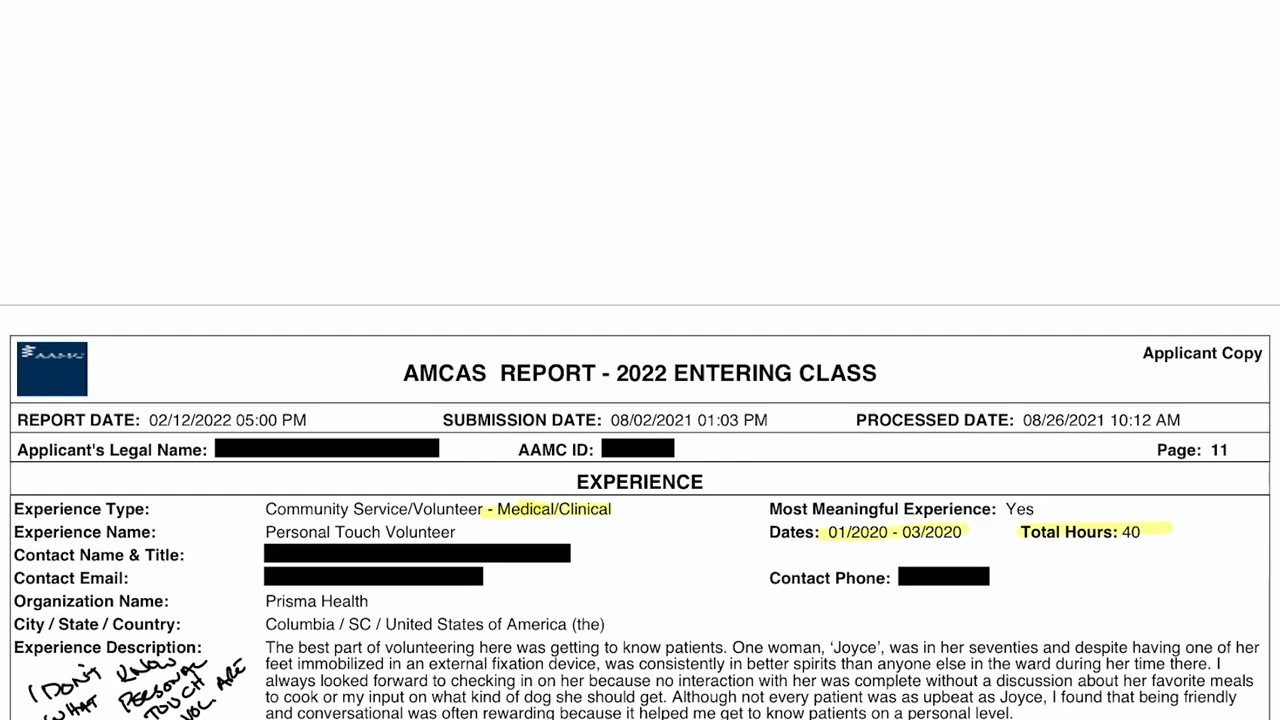 AAMC
Applicant Copy
AMCAS REPORT - 2022 ENTERING CLASS
REPORT DATE: 02/12/2022 05:00 PM SUBMISSION DATE: 08/02/2021 01:03 PM PROCESSED DATE: 08/26/2021 10:12 AM
Applicant's Legal Name: AAMC ID: Page: 11
EXPERIENCE
Experience Type: Community Service/Volunteer - Medical/Clinical Most Meaningful Experience: Yes
Experience Name: Personal Touch Volunteer Dates: 01/2020 - 03/2020 Total Hours: 40
Contact Name & Title:
Contact Email: Contact Phone:
Organization Name: Prisma Health
City / State / Country: Columbia / SC / United States of America (the)
Experience Description: The best part of volunteering here was getting to know patients. One woman, 'Joyce', was in her seventies and despite having one of her
feet immobilized in an external fixation device, was consistently in better spirits than anyone else in the ward during her time there. I
always looked forward to checking in on her because no interaction with her was complete without a discussion about her favorite meals
to cook or my input on what kind of dog she should get. Although not every patient was as upbeat as Joyce, I found that being friendly
and conversational was often rewarding because it helped me get to know patients on a personal level.
I DON'T KNOW
WHAT PERSONAL
TOUCH
VOL ARE